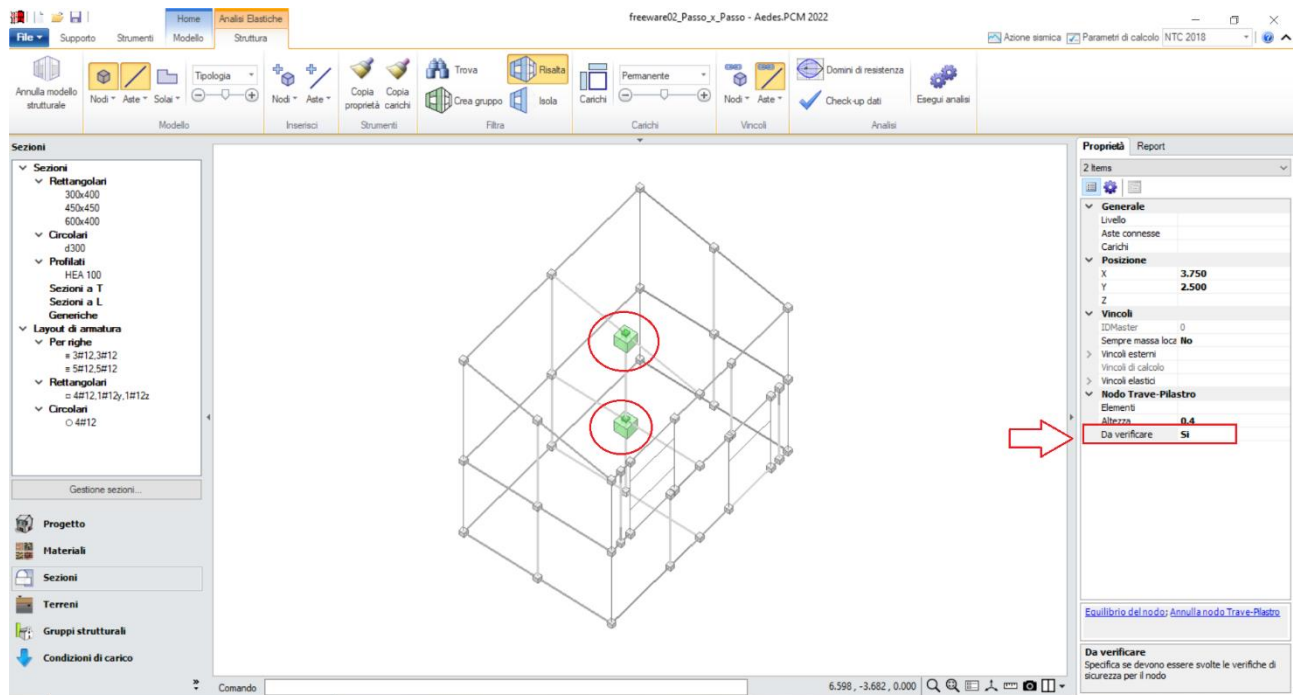 Home
Analisi Elastiche
freeware02_Passo_x_Passo - Aedes.PCM 2022
File
Supporto
Strumenti
Modello
Struttura
Azione sismica
Parametri di calcolo
NTC 2018
Annulla modello
strutturale
Nodi
Aste
Solai
Tipologia
Modello
Nodi
Aste
Inserisci
Copia
proprietà
Copia
carichi
Strumenti
Trova
Crea gruppo
Risalta
Isola
Filtra
Carichi
Permanente
Carichi
Nodi
Aste
Vincoli
Domini di resistenza
Check-up dati
Esegui analisi
Analisi
Sezioni
Sezioni
Rettangolari
300x400
450x450
600x400
Circolari
d300
Profilati
HEA 100
Sezioni a T
Sezioni a L
Generiche
Layout di armatura
Per righe
3#12,3#12
5#12,5#12
Rettangolari
4#12,1#12y,1#12z
Circolari
4#12
Gestione sezioni...
Progetto
Materiali
Sezioni
Terreni
Gruppi strutturali
Condizioni di carico
Comando
6.598 , -3.682 , 0.000
Proprietà Report
2 Items
Generale
Livello
Aste connesse
Carichi
Posizione
X 3.750
Y 2.500
Z
Vincoli
IDMaster 0
Sempre massa loca No
Vincoli esterni
Vincoli di calcolo
Vincoli elastici
Nodo Trave-Pilastro
Elementi
Altezza 0.4
Da verificare Sì
Equilibrio del nodo; Annulla nodo Trave-Pilastro
Da verificare
Specifica se devono essere svolte le verifiche di
sicurezza per il nodo